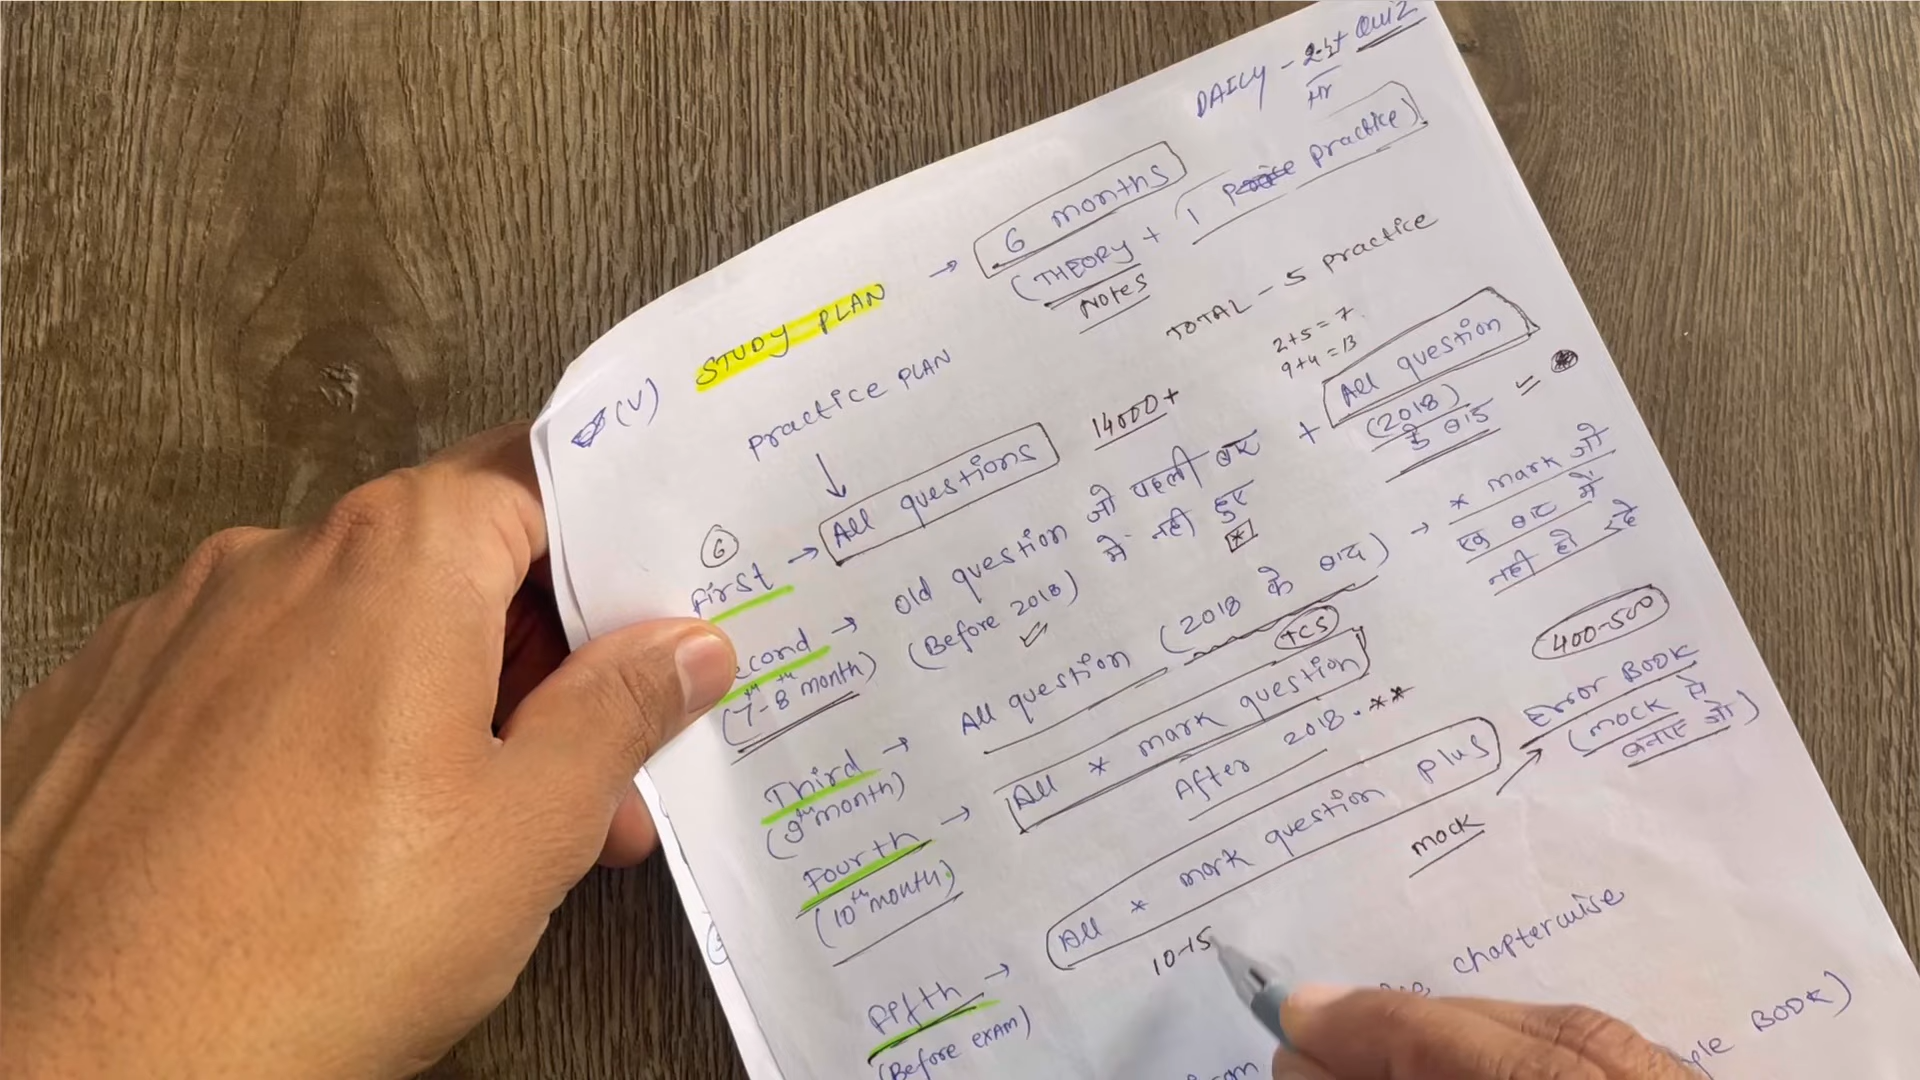 DAILY - 2-3+ QUIZ
Hr
(V) STUDY PLAN → 6 months
(THEORY + 1 practice)
Notes
TOTAL - 5 practice
2+5=7
9+4=13
practice PLAN
↓
14000+
6
First → All questions
Second → Old question जो पहली बार + All question
(7th-8th month) (Before 2018) में नही हुए (2018)
* के बाद
All question (2018 के बाद) → * mark जो
एक बाद में
नही हो रहे
TCS
Third → All * mark question
(9th month) After 2018. **
400-500
Error BOOK
(mock से
बनाए जो)
Fourth → All * mark question plus
(10th month) mock
10-15
Fifth →
(Before EXAM)
chapterwise
BOOK)